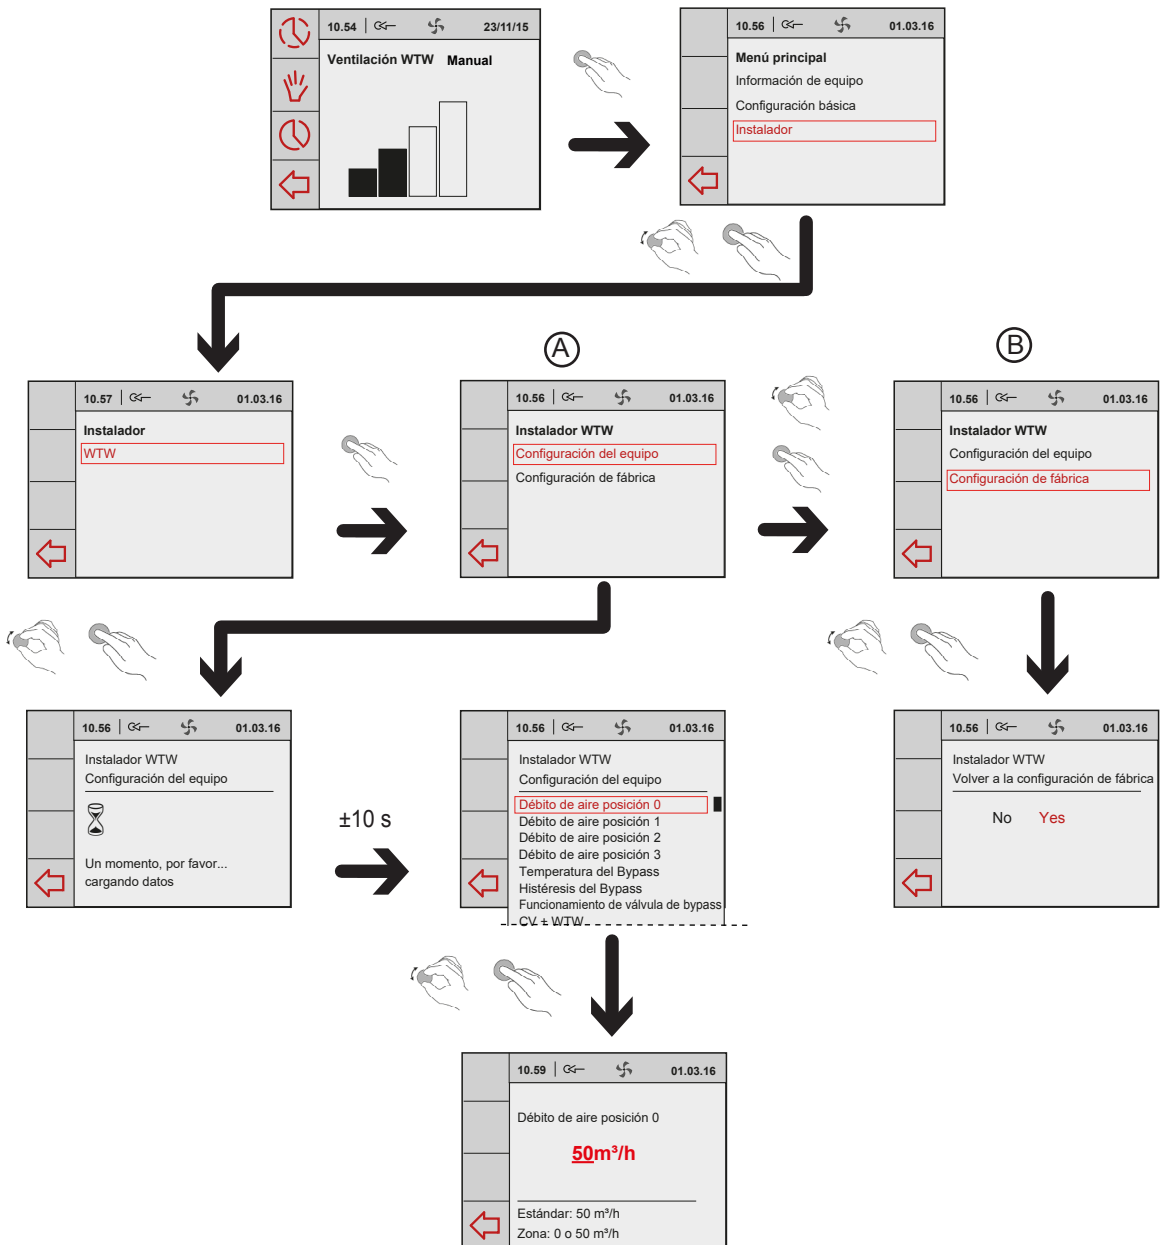 10.54
23/11/15
Ventilación WTW Manual
10.56
01.03.16
Menú principal
Información de equipo
Configuración básica
Instalador
A
B
10.57
01.03.16
Instalador
WTW
10.56
01.03.16
Instalador WTW
Configuración del equipo
Configuración de fábrica
10.56
01.03.16
Instalador WTW
Configuración del equipo
Configuración de fábrica
10.56
01.03.16
Instalador WTW
Configuración del equipo
Un momento, por favor...
cargando datos
±10 s
10.56
01.03.16
Instalador WTW
Configuración del equipo
Débito de aire posición 0
Débito de aire posición 1
Débito de aire posición 2
Débito de aire posición 3
Temperatura del Bypass
Histéresis del Bypass
Funcionamiento de válvula de bypass
CV + WTW
10.56
01.03.16
Instalador WTW
Volver a la configuración de fábrica
No Yes
10.59
01.03.16
Débito de aire posición 0
50m³/h
Estándar: 50 m³/h
Zona: 0 o 50 m³/h